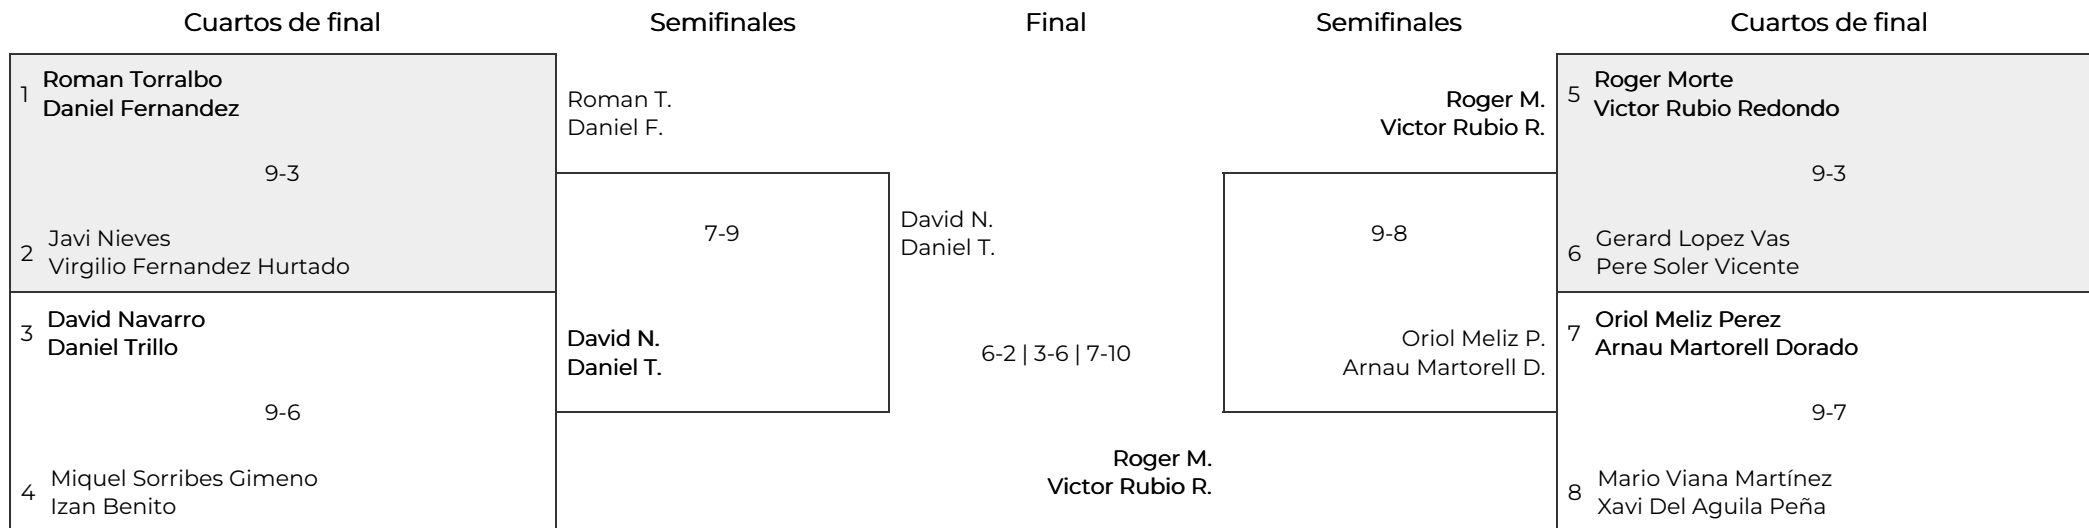 Cuartos de final
Semifinales
Final
Semifinales
Cuartos de final
1
Roman Torralbo
Daniel Fernandez
9-3
2
Javi Nieves
Virgilio Fernandez Hurtado
3
David Navarro
Daniel Trillo
9-6
4
Miquel Sorribes Gimeno
Izan Benito
Roman T.
Daniel F.
7-9
David N.
Daniel T.
David N.
Daniel T.
6-2 | 3-6 | 7-10
Roger M.
Victor Rubio R.
Roger M.
Victor Rubio R.
9-8
Oriol Meliz P.
Arnau Martorell D.
5
Roger Morte
Victor Rubio Redondo
9-3
6
Gerard Lopez Vas
Pere Soler Vicente
7
Oriol Meliz Perez
Arnau Martorell Dorado
9-7
8
Mario Viana Martínez
Xavi Del Aguila Peña